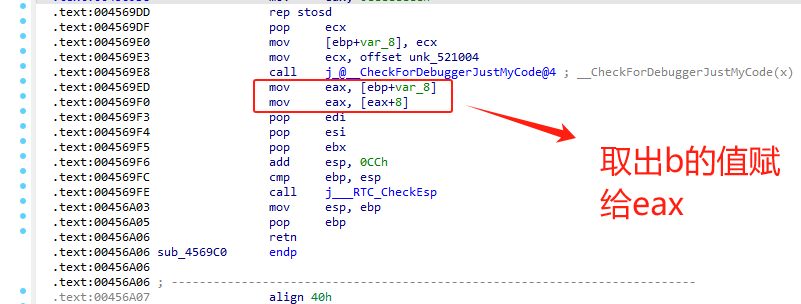 mov eax, 0CCCCCCCCh
.text:004569DD rep stosd
.text:004569DF pop ecx
.text:004569E0 mov [ebp+var_8], ecx
.text:004569E3 mov ecx, offset unk_521004
.text:004569E8 call j_@__CheckForDebuggerJustMyCode@4 ; __CheckForDebuggerJustMyCode(x)
.text:004569ED mov eax, [ebp+var_8]
.text:004569F0 mov eax, [eax+8]
.text:004569F3 pop edi
.text:004569F4 pop esi
.text:004569F5 pop ebx
.text:004569F6 add esp, 0CCh
.text:004569FC cmp ebp, esp
.text:004569FE call j___RTC_CheckEsp
.text:00456A03 mov esp, ebp
.text:00456A05 pop ebp
.text:00456A06 retn
.text:00456A06 sub_4569C0 endp
.text:00456A06
.text:00456A06 ; ---------------------------------------------------------------------------
.text:00456A07 align 40h
取出b的值赋
给eax